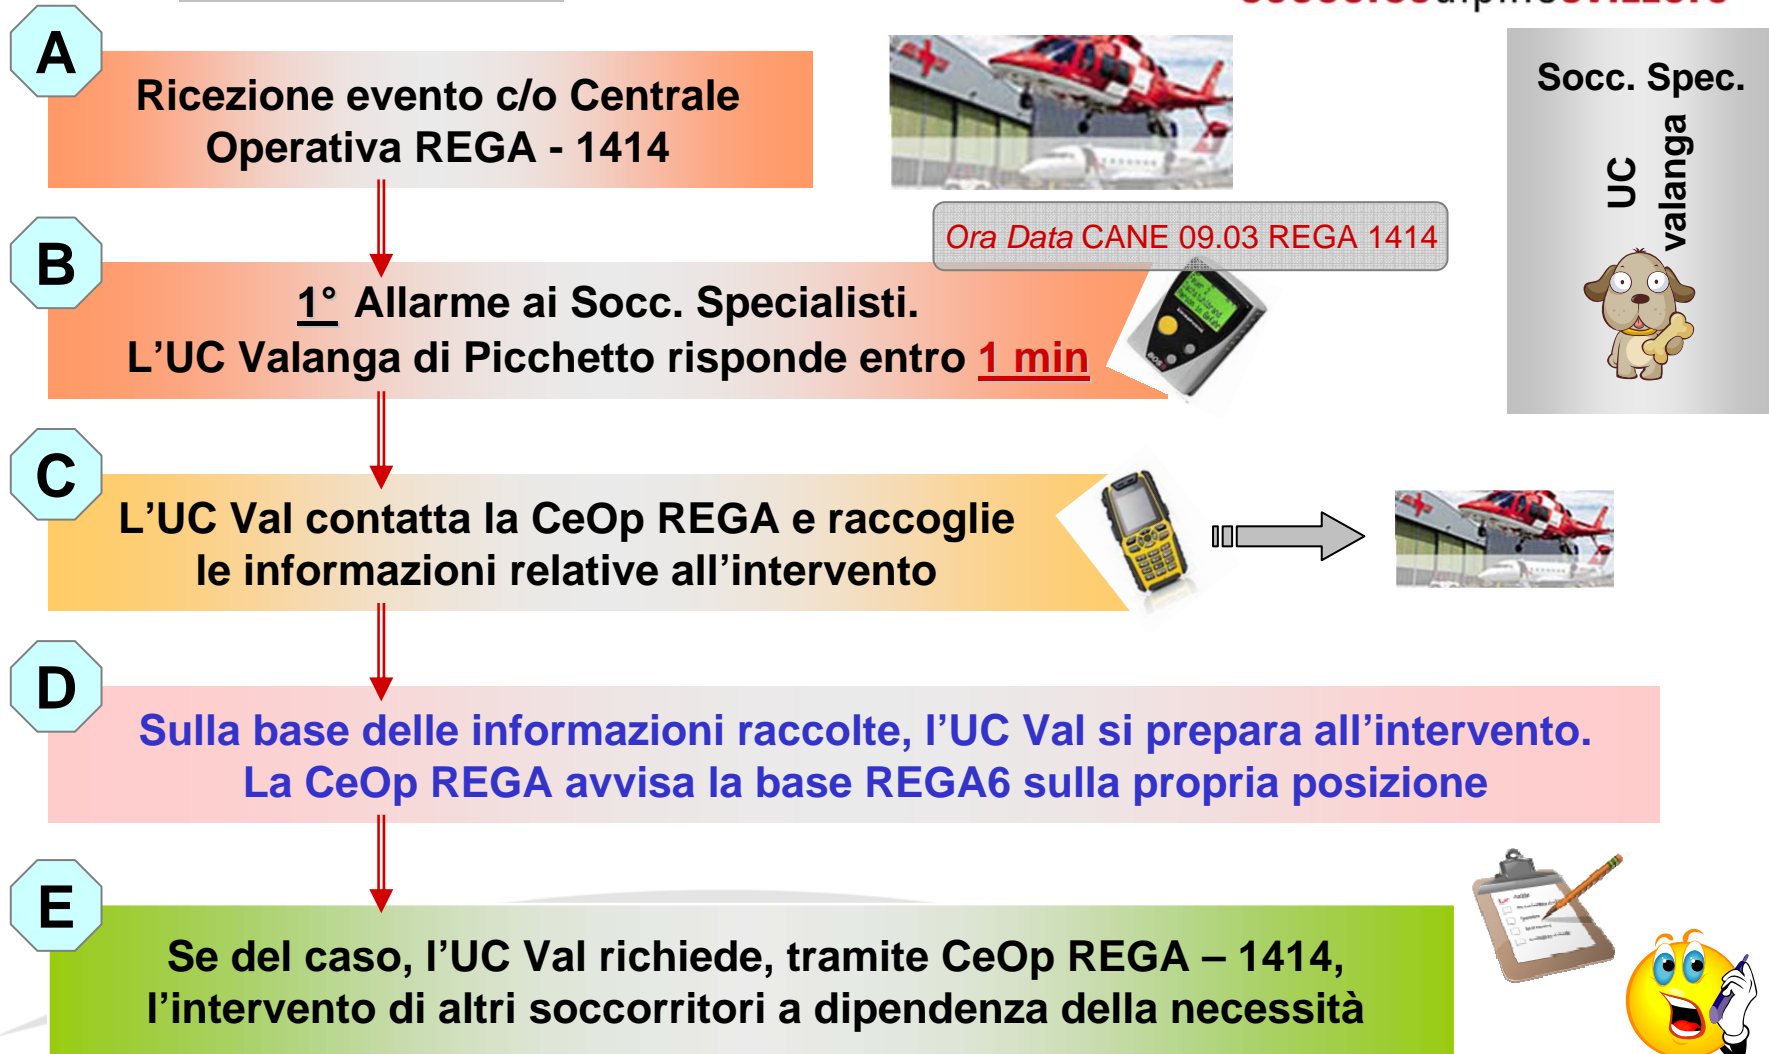 A
Ricezione evento c/o Centrale
Operativa REGA - 1414
Socc. Spec.
UC
valanga
Ora Data CANE 09.03 REGA 1414
B
1° Allarme ai Socc. Specialisti.
L’UC Valanga di Picchetto risponde entro 1 min
C
L’UC Val contatta la CeOp REGA e raccoglie
le informazioni relative all’intervento
D
Sulla base delle informazioni raccolte, l’UC Val si prepara all’intervento.
La CeOp REGA avvisa la base REGA6 sulla propria posizione
E
Se del caso, l’UC Val richiede, tramite CeOp REGA – 1414,
l’intervento di altri soccorritori a dipendenza della necessità